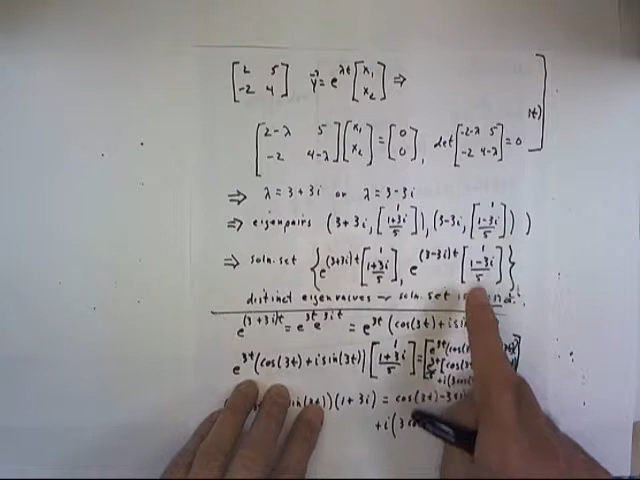 [2 5; -2 4] y⃗ = e^{λt} [x₁; x₂] ⇒
[2-λ 5; -2 4-λ] [x₁; x₂] = [0; 0], det [-2-λ 5; -2 4-λ] = 0
⇒ λ = 3+3i or λ = 3-3i
⇒ eigenpairs (3+3i, [1; (1+3i)/5]), (3-3i, [1; (1-3i)/5]) )
⇒ soln. set {e^{(3+3i)t} [1; (1+3i)/5], e^{(3-3i)t} [1; (1-3i)/5]}
distinct eigenvalues → soln. set
e^{(3+3i)t} = e^{3t} e^{3it} = e^{3t} (cos(3t) + i sin
e^{3t} (cos(3t) + i sin(3t)) [1; (1+3i)/5] =
(3t))(1+3i) = cos(3t) - 3
+i(3